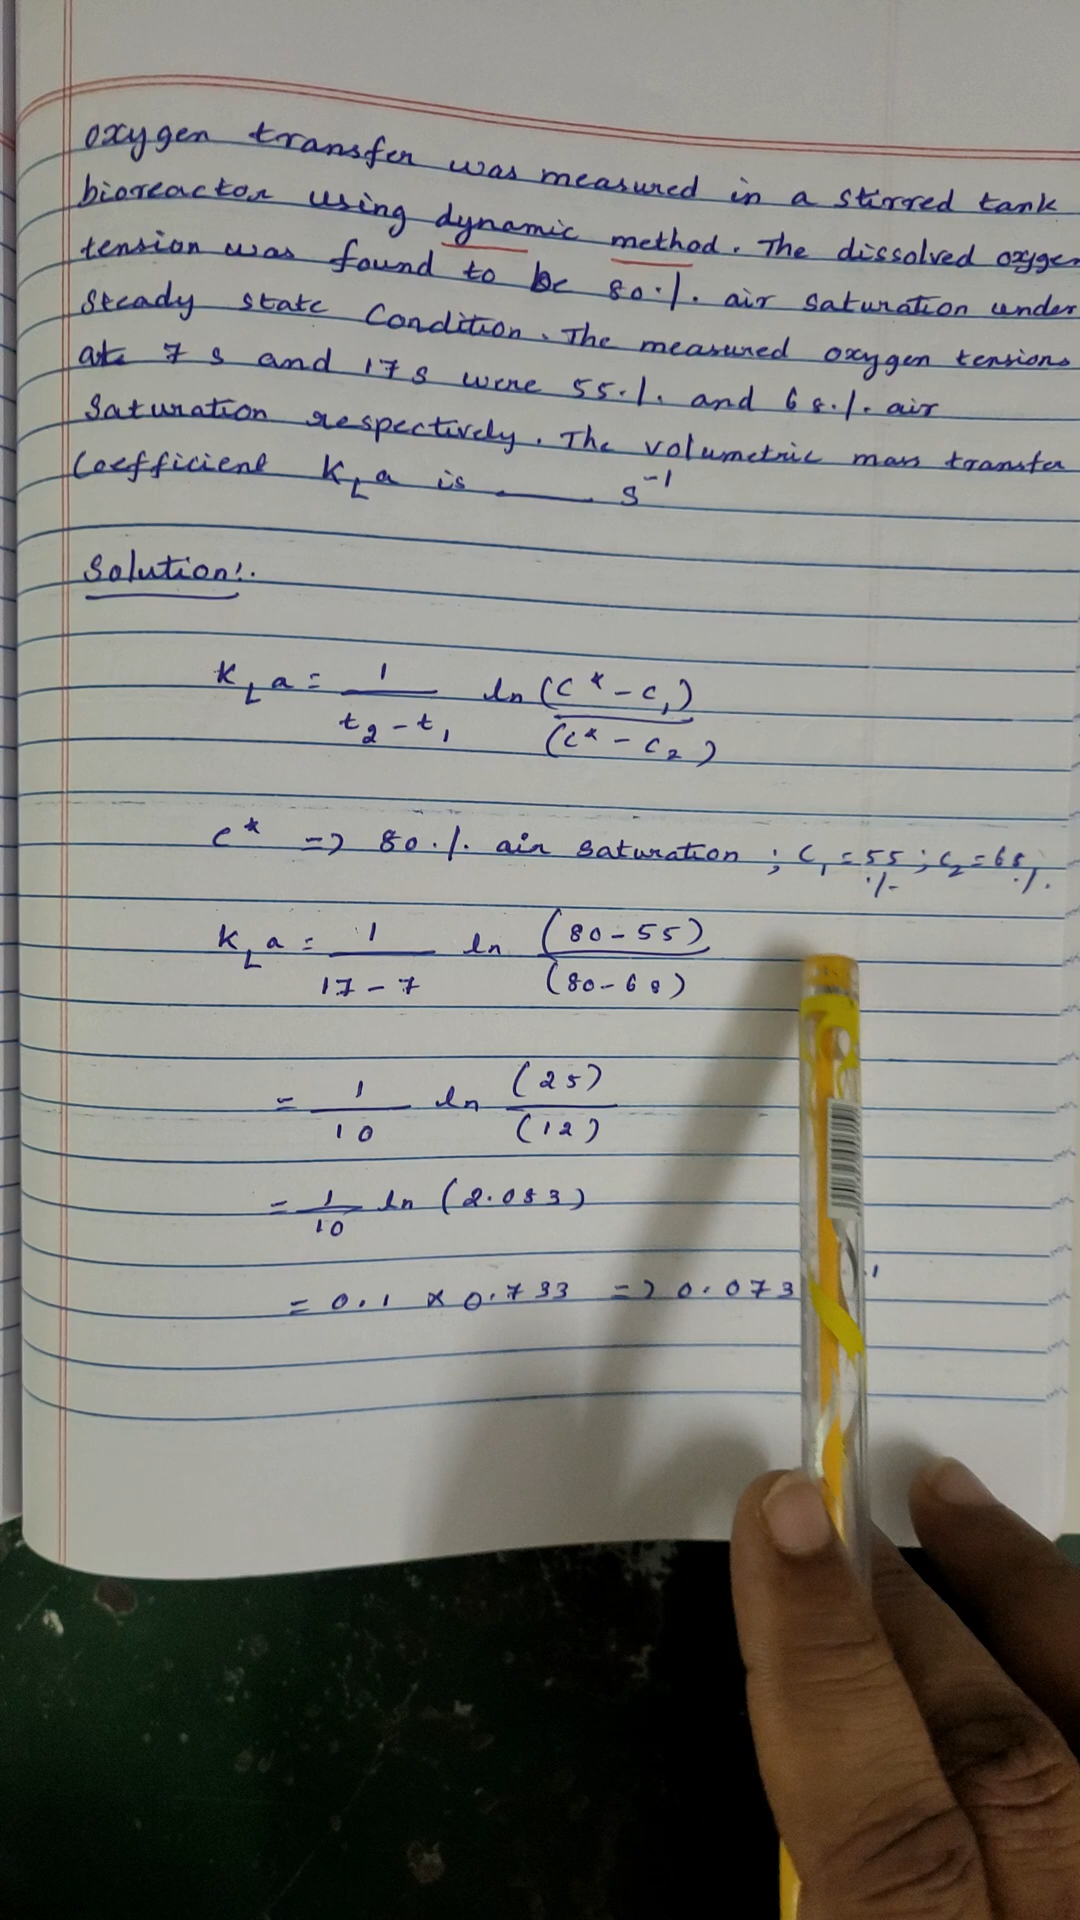 oxygen transfer was measured in a stirred tank
bioreactor using dynamic method. The dissolved oxygen
tension was found to be 80 % air saturation under
Steady state Condition. The measured oxygen tensions
at 7 s and 17 s were 55 % and 68 % air
Saturation respectively. The volumetric mass transfer
Coefficient KLa is ____ s⁻¹
Solution:.
KLa = 1 / (t2 - t1) ln (C* - C1) / (C* - C2)
C* => 80 % air saturation ; C1 = 55 % ; C2 = 68 %
KLa = 1 / (17 - 7) ln (80 - 55) / (80 - 68)
= 1 / 10 ln (25) / (12)
= 1 / 10 ln (2.083)
= 0.1 × 0.733 => 0.073